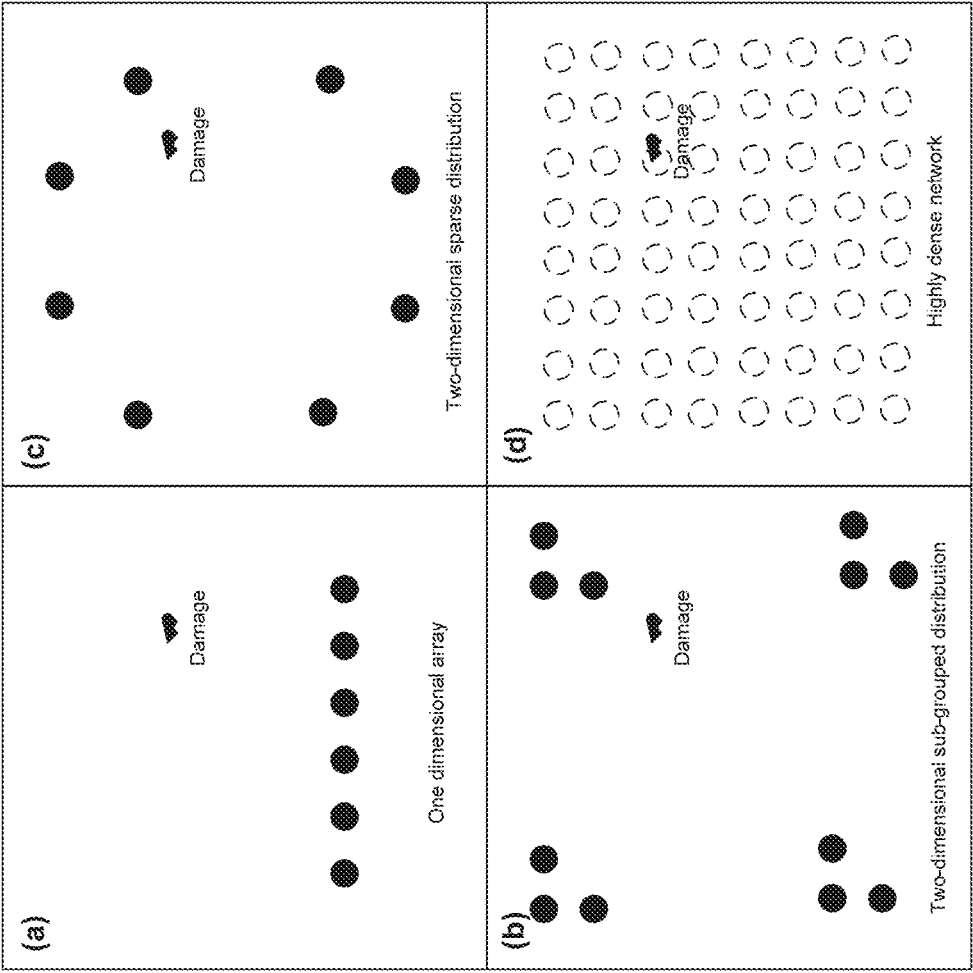 (a)
Damage
One dimensional array
(b)
Damage
Two-dimensional sub-grouped distribution
(c)
Damage
Two-dimensional sparse distribution
(d)
Damage
Highly dense network